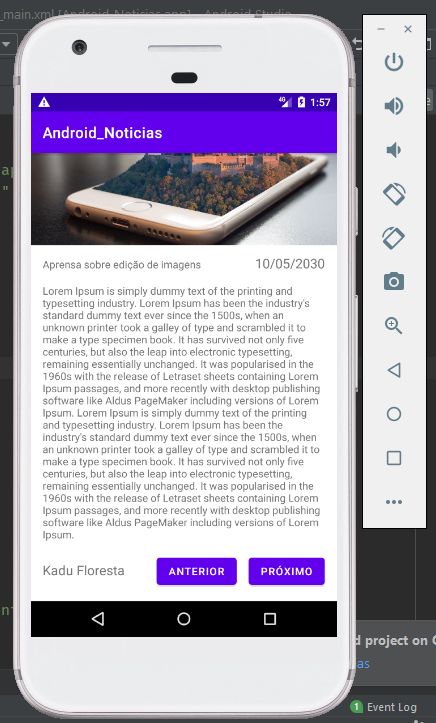 _main.xml [Android_Noticias.app] - Android Studio
4G 1:57
Android_Noticias
Aprensa sobre edição de imagens 10/05/2030
Lorem Ipsum is simply dummy text of the printing and
typesetting industry. Lorem Ipsum has been the industry's
standard dummy text ever since the 1500s, when an
unknown printer took a galley of type and scrambled it to
make a type specimen book. It has survived not only five
centuries, but also the leap into electronic typesetting,
remaining essentially unchanged. It was popularised in the
1960s with the release of Letraset sheets containing Lorem
Ipsum passages, and more recently with desktop publishing
software like Aldus PageMaker including versions of Lorem
Ipsum. Lorem Ipsum is simply dummy text of the printing
and typesetting industry. Lorem Ipsum has been the
industry's standard dummy text ever since the 1500s, when
an unknown printer took a galley of type and scrambled it to
make a type specimen book. It has survived not only five
centuries, but also the leap into electronic typesetting,
remaining essentially unchanged. It was popularised in the
1960s with the release of Letraset sheets containing Lorem
Ipsum passages, and more recently with desktop publishing
software like Aldus PageMaker including versions of Lorem
Ipsum.
Kadu Floresta ANTERIOR PRÓXIMO
d project on
as
1 Event Log